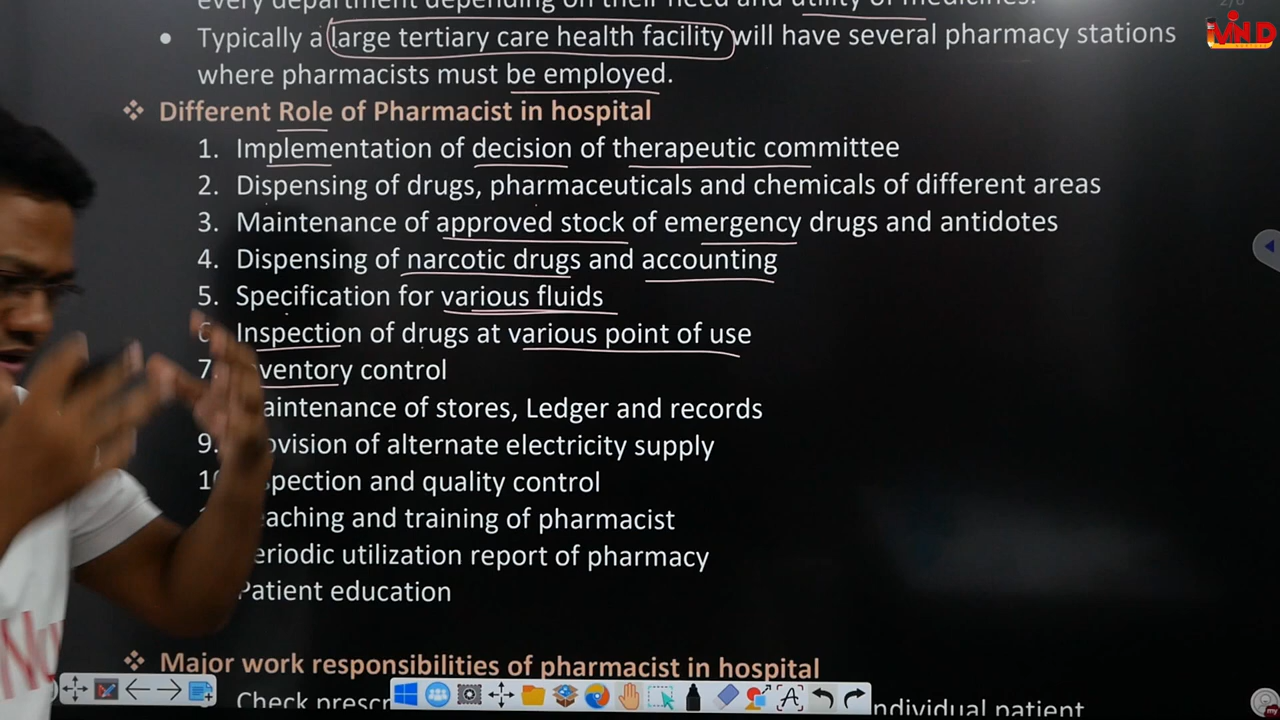 every department depending on their need and utility of medicines.
• Typically a large tertiary care health facility will have several pharmacy stations
where pharmacists must be employed.
❖ Different Role of Pharmacist in hospital
1. Implementation of decision of therapeutic committee
2. Dispensing of drugs, pharmaceuticals and chemicals of different areas
3. Maintenance of approved stock of emergency drugs and antidotes
4. Dispensing of narcotic drugs and accounting
5. Specification for various fluids
Inspection of drugs at various point of use
7. ventory control
aintenance of stores, Ledger and records
9. ovision of alternate electricity supply
spection and quality control
eaching and training of pharmacist
eriodic utilization report of pharmacy
Patient education
❖ Major work responsibilities of pharmacist in hospital
Check prescr ndividual patient